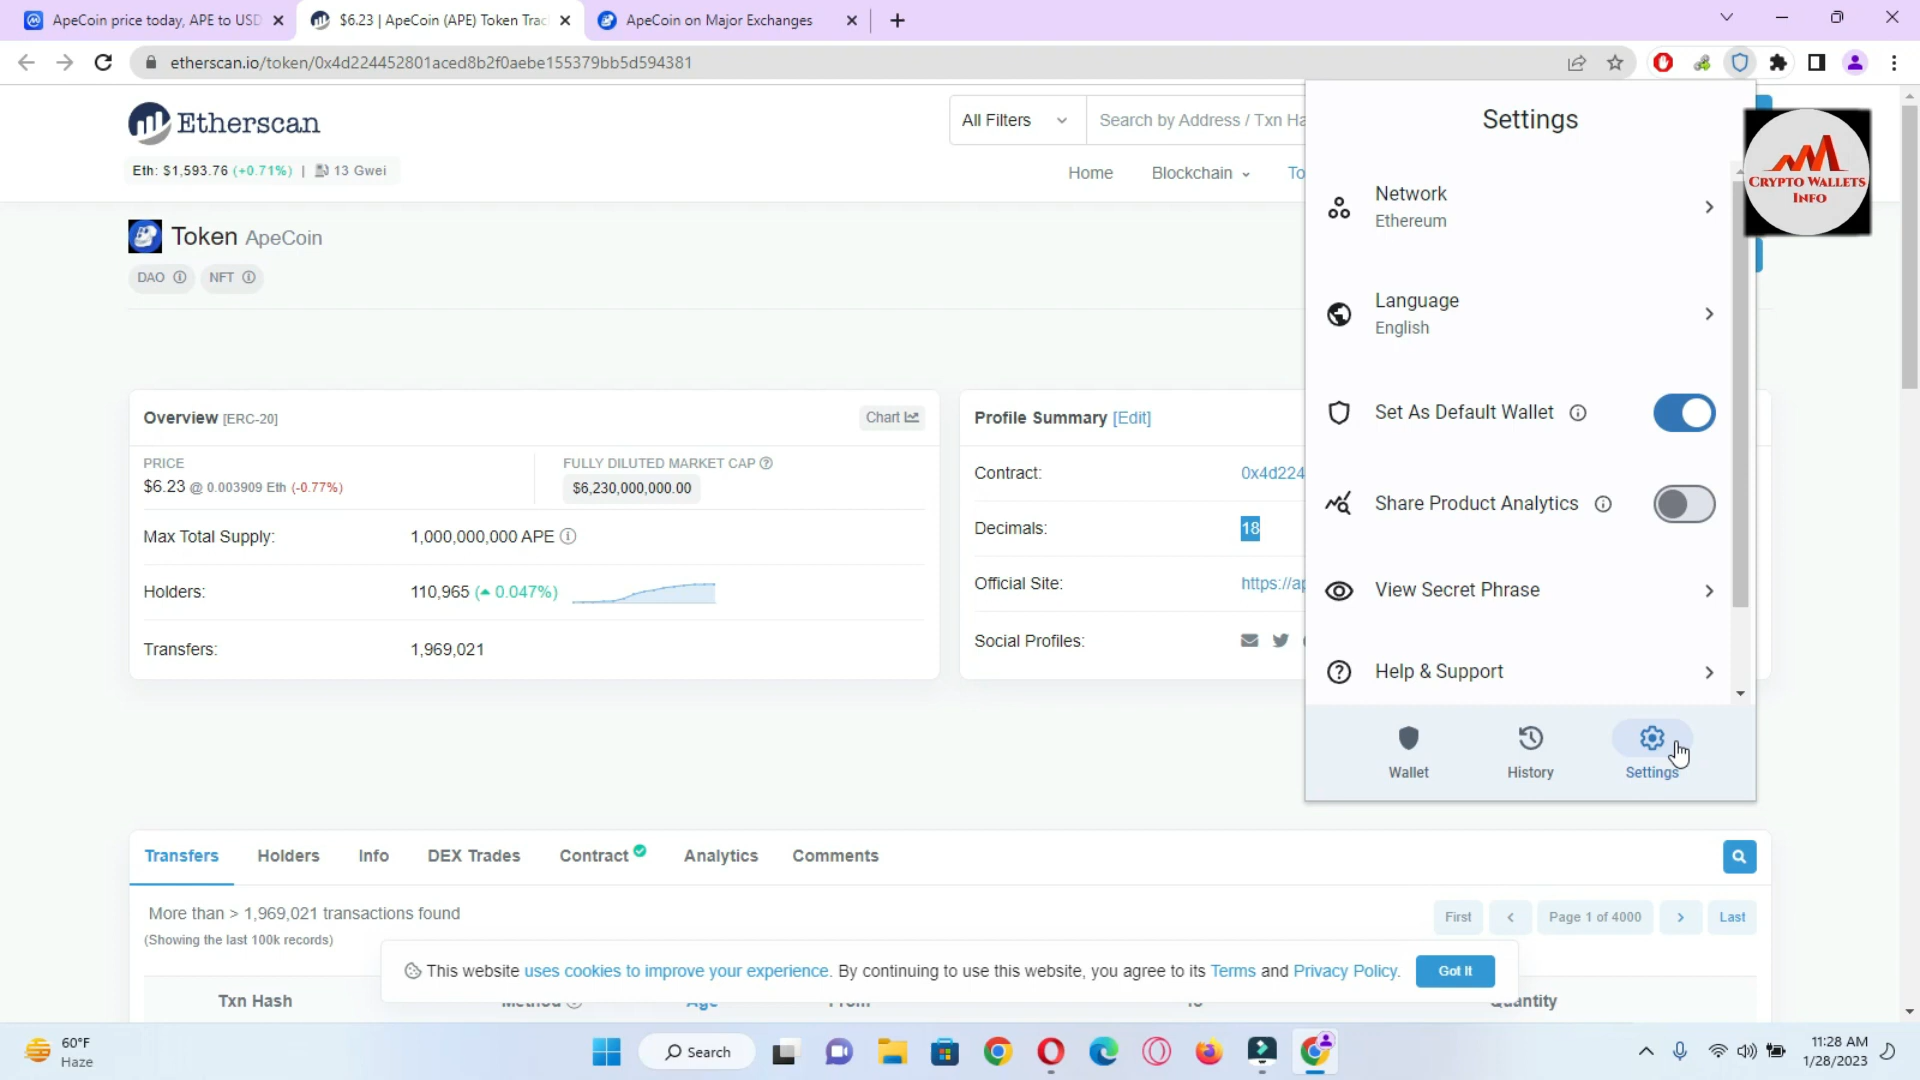 ApeCoin price today, APE to USD
$6.23 | ApeCoin (APE) Token Trac
ApeCoin on Major Exchanges
etherscan.io/token/0x4d224452801aced8b2f0aebe155379bb5d594381
Etherscan
All Filters
Search by Address / Txn Ha
Eth: $1,593.76 (+0.71%) | 13 Gwei
Home
Blockchain
To
Token ApeCoin
DAO
NFT
Overview [ERC-20]
Chart
PRICE
$6.23 @ 0.003909 Eth (-0.77%)
FULLY DILUTED MARKET CAP
$6,230,000,000.00
Max Total Supply:
1,000,000,000 APE
Holders:
110,965 (0.047%)
Transfers:
1,969,021
Profile Summary [Edit]
Contract:
0x4d224
Decimals:
18
Official Site:
https://ap
Social Profiles:
Settings
Network
Ethereum
Language
English
Set As Default Wallet
Share Product Analytics
View Secret Phrase
Help & Support
Wallet
History
Settings
CRYPTO WALLETS
INFO
Transfers
Holders
Info
DEX Trades
Contract
Analytics
Comments
More than > 1,969,021 transactions found
(Showing the last 100k records)
First
Page 1 of 4000
Last
This website uses cookies to improve your experience. By continuing to use this website, you agree to its Terms and Privacy Policy.
Got It
Txn Hash
Method
Age
From
To
Quantity
60°F
Haze
Search
11:28 AM
1/28/2023